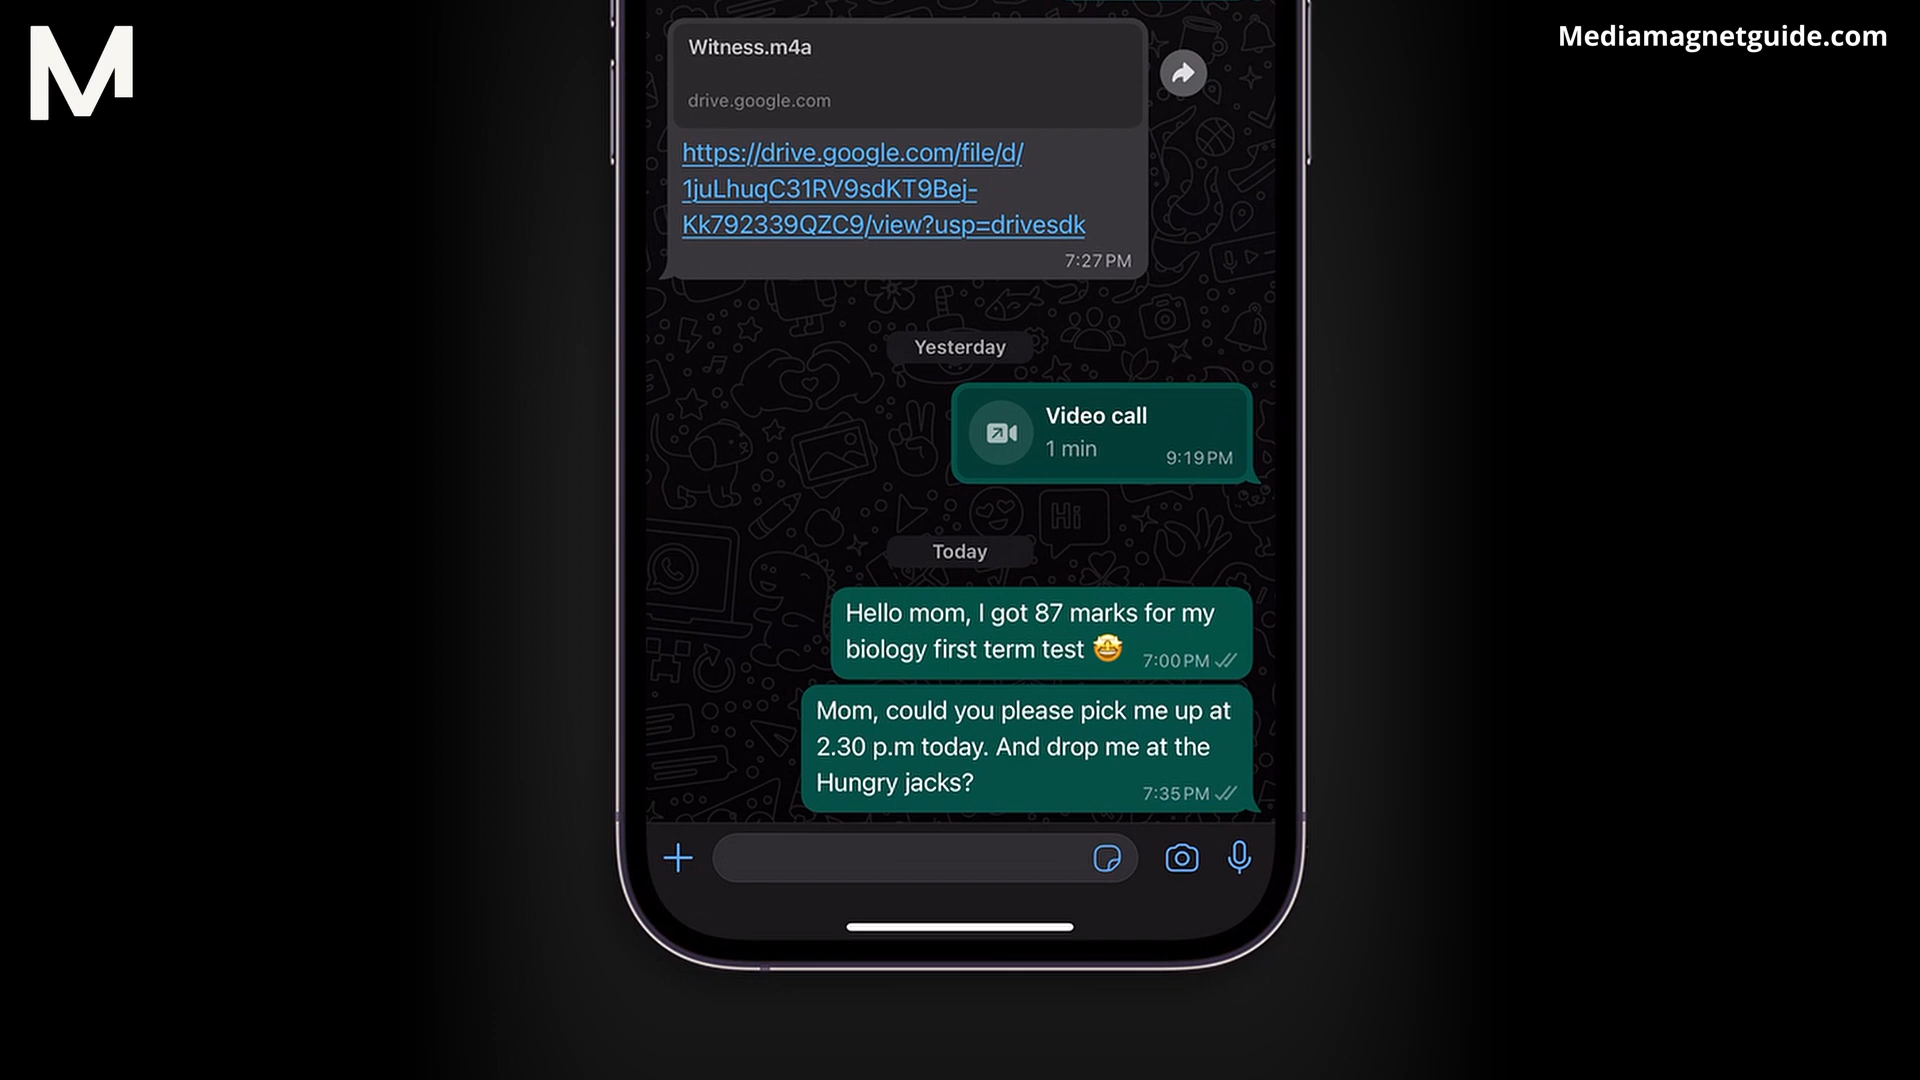 M
Mediamagnetguide.com
Witness.m4a
drive.google.com
https://drive.google.com/file/d/
1juLhuqC31RV9sdKT9Bej-
Kk792339QZC9/view?usp=drivesdk
7:27 PM
Yesterday
Video call
1 min
9:19 PM
Hi
Today
Hello mom, I got 87 marks for my
biology first term test 🤩
7:00 PM
Mom, could you please pick me up at
2.30 p.m today. And drop me at the
Hungry jacks?
7:35 PM